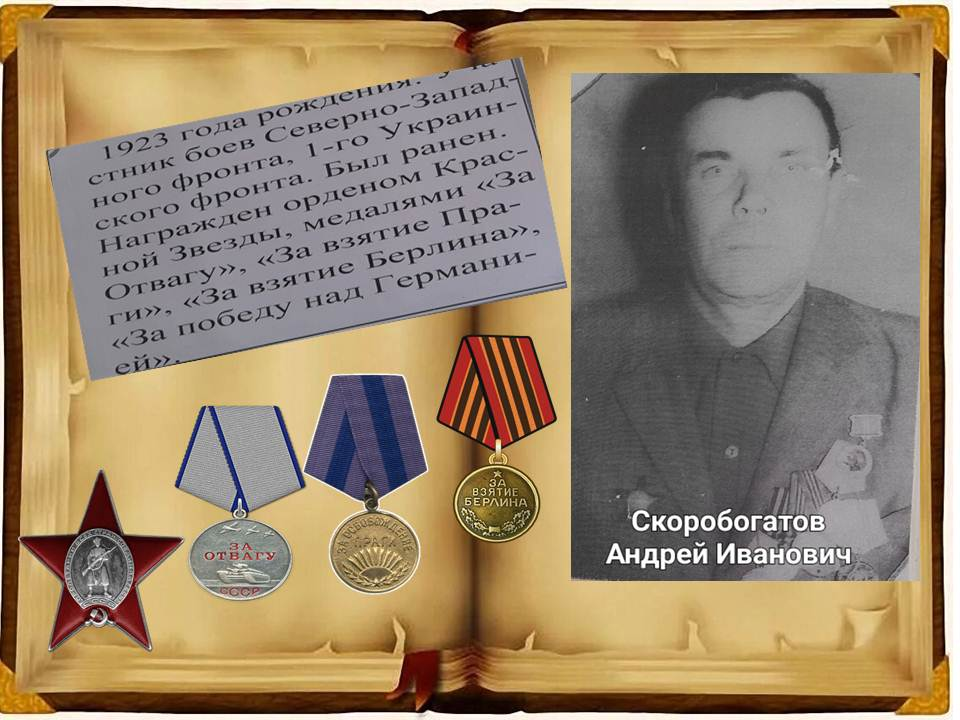 1923 года рождения. Уча
стник боев Северно-Запад-
ного фронта, 1-го Украин-
ского фронта. Был ранен.
Награжден орденом Крас-
ной Звезды, медалями «За
Отвагу», «За взятие Пра-
ги», «За взятие Берлина»,
«За победу над Германи-
ей».
ЗА
ОТВАГУ
СССР
ЗА ОСВОБОЖДЕНИЕ
ПРАГИ
ЗА
ВЗЯТИЕ
БЕРЛИНА
Скоробогатов
Андрей Иванович